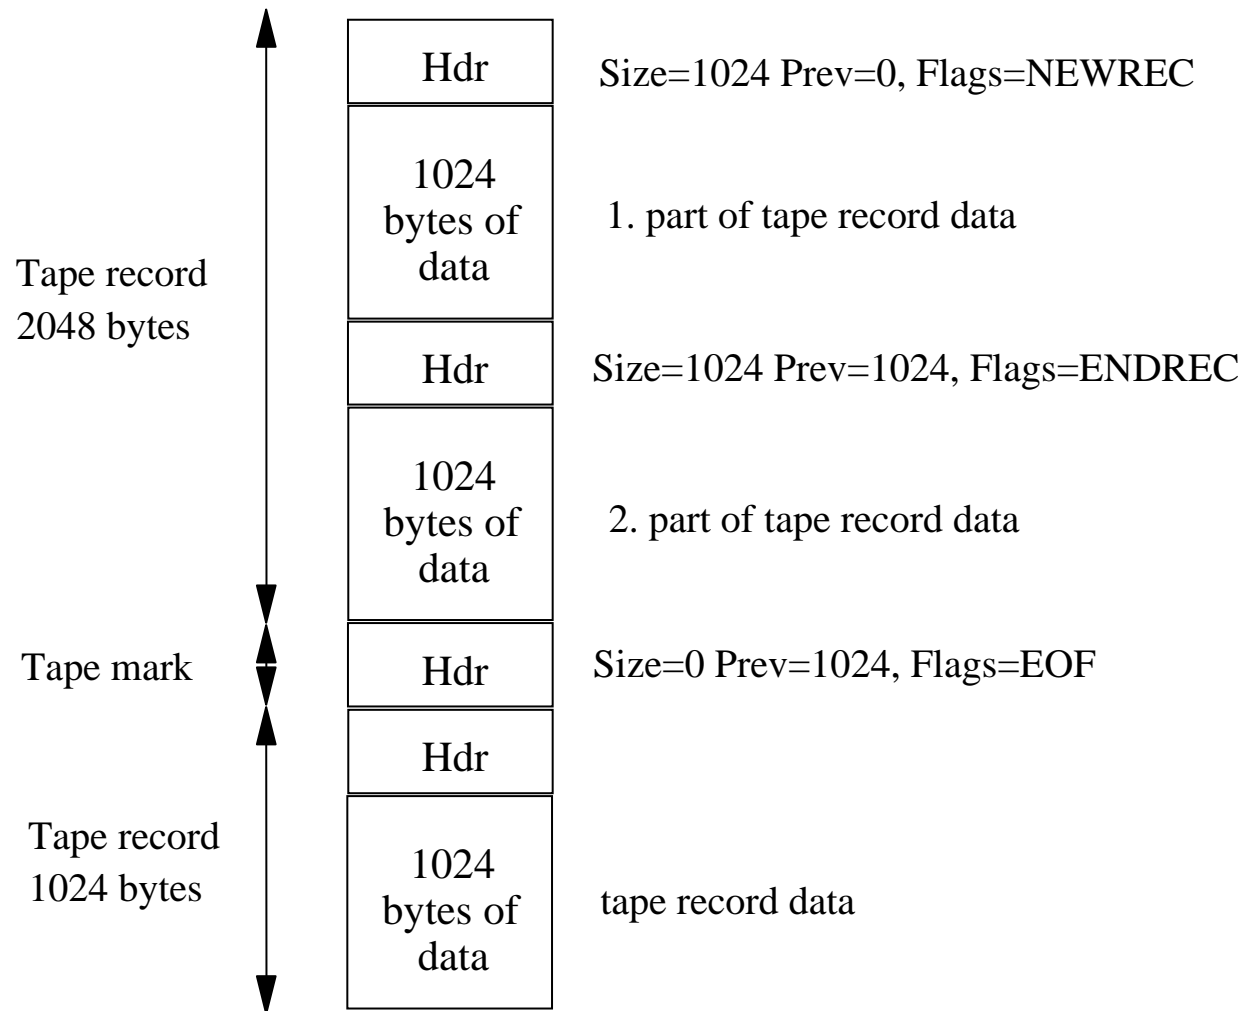 Hdr
Size=1024 Prev=0, Flags=NEWREC
1024
bytes of
data
1. part of tape record data
Tape record
2048 bytes
Hdr
Size=1024 Prev=1024, Flags=ENDREC
1024
bytes of
data
2. part of tape record data
Tape mark
Hdr
Size=0 Prev=1024, Flags=EOF
Hdr
Tape record
1024 bytes
1024
bytes of
data
tape record data